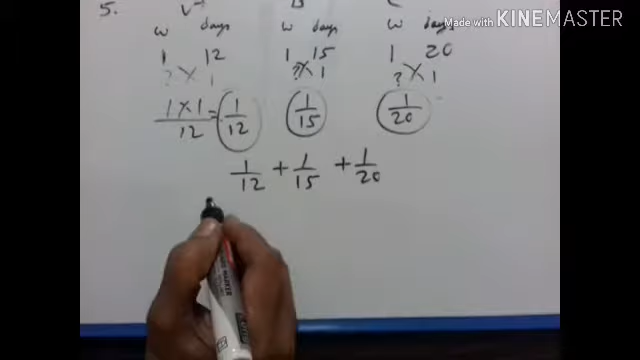 Made with KINEMASTER
5. B
w days w days w days
1 12 1 15 1 20
? X 1 ? X 1 ? X 1
1 X 1 / 12 = 1/12 1/15 1/20
1/12 + 1/15 + 1/20